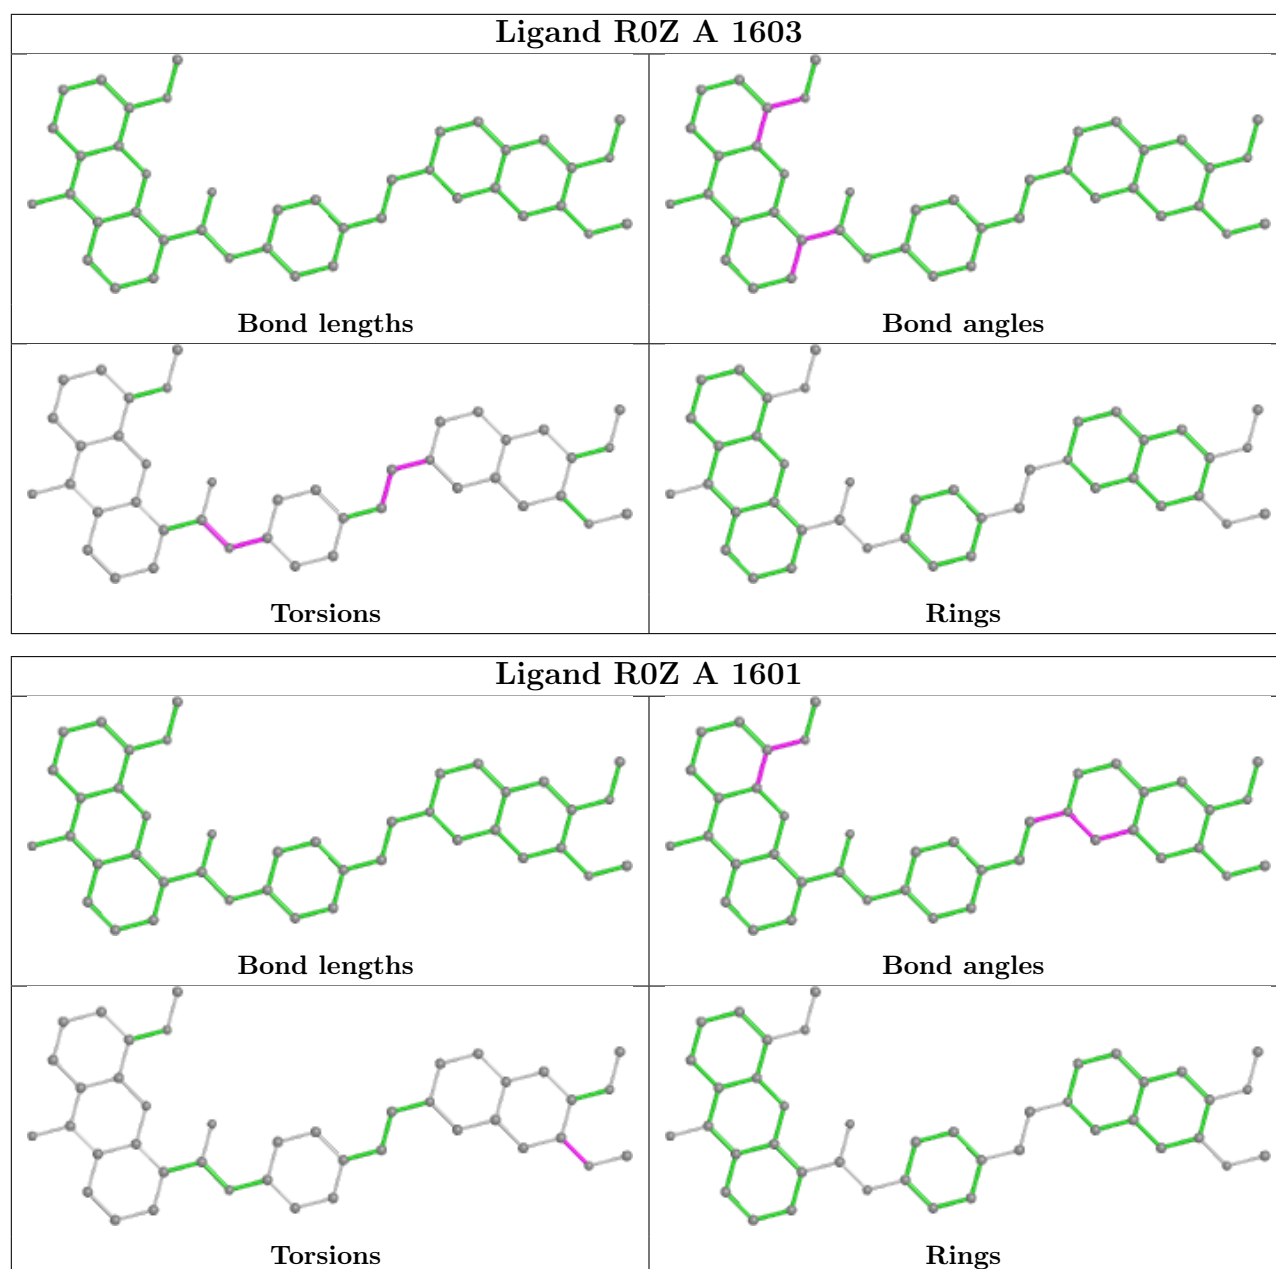 Ligand R0Z A 1603
Bond lengths
Bond angles
Torsions
Rings
Ligand R0Z A 1601
Bond lengths
Bond angles
Torsions
Rings